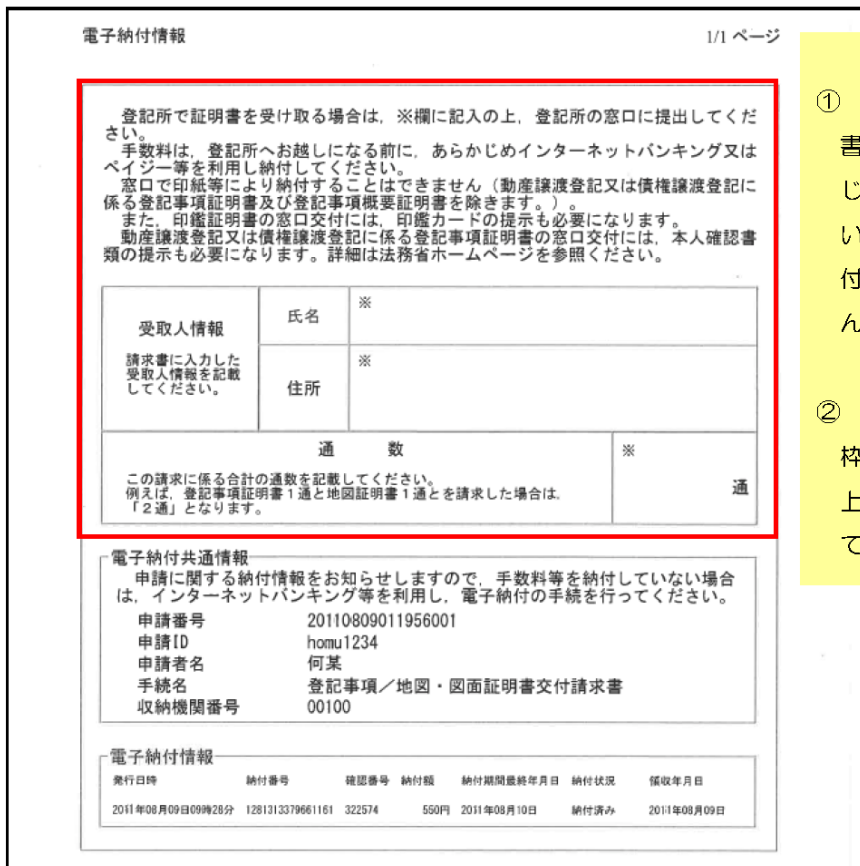 電子納付情報
1/1 ページ
登記所で証明書を受け取る場合は，※欄に記入の上，登記所の窓口に提出してくだ
さい。
手数料は，登記所へお越しになる前に，あらかじめインターネットバンキング又は
ペイジー等を利用し納付してください。
窓口で印紙等により納付することはできません（動産譲渡登記又は債権譲渡登記に
係る登記事項証明書及び登記事項概要証明書を除きます。）。
また，印鑑証明書の窓口交付には，印鑑カードの提示も必要になります。
動産譲渡登記又は債権譲渡登記に係る登記事項証明書の窓口交付には，本人確認書
類の提示も必要になります。詳細は法務省ホームページを参照ください。
受取人情報
請求書に入力した
受取人情報を記載
してください。
氏名
※
住所
※
通　数
この請求に係る合計の通数を記載してください。
例えば，登記事項証明書１通と地図証明書１通とを請求した場合は，
「２通」となります。
※
通
電子納付共通情報
申請に関する納付情報をお知らせしますので，手数料等を納付していない場合
は，インターネットバンキング等を利用し，電子納付の手続を行ってください。
申請番号 20110809011956001
申請ID homu1234
申請者名 何某
手続名 登記事項／地図・図面証明書交付請求書
収納機関番号 00100
電子納付情報
発行日時 納付番号 確認番号 納付額 納付期間最終年月日 納付状況 領収年月日
2011年08月09日09時28分 1281313379661161 322574 550円 2011年08月10日 納付済み 2011年08月09日
①
書
じ
い
付
ん
②
枠
上
て